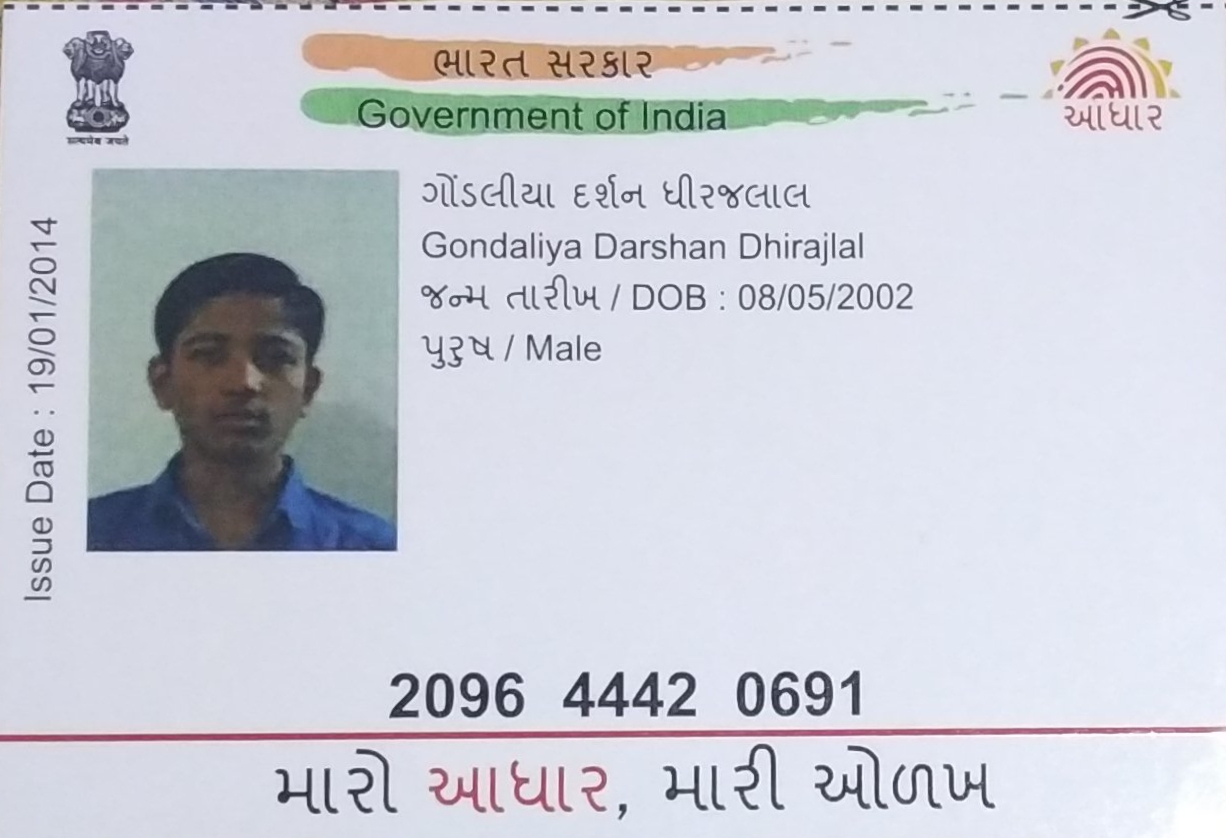 ભારત સરકાર
Government of India
આધાર
सत्यमेव जयते
ગોંડલીયા દર્શન ધીરજલાલ
Gondaliya Darshan Dhirajlal
જન્મ તારીખ / DOB : 08/05/2002
પુરુષ / Male
Issue Date : 19/01/2014
2096 4442 0691
મારો આધાર, મારી ઓળખ